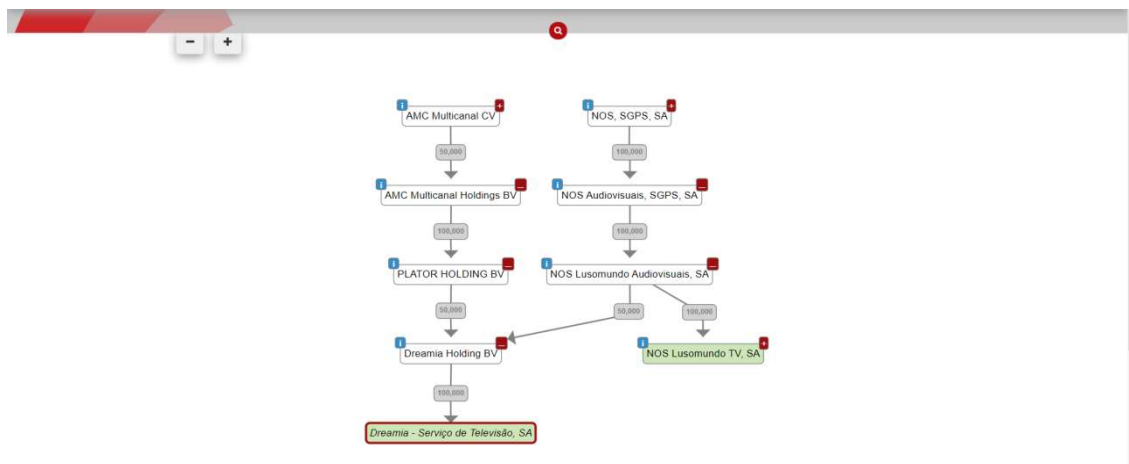 − +
i AMC Multicanal CV +
i NOS, SGPS, SA +
50,000
100,000
i AMC Multicanal Holdings BV _
i NOS Audiovisuais, SGPS, SA _
100,000
100,000
i PLATOR HOLDING BV _
i NOS Lusomundo Audiovisuais, SA _
50,000
50,000
100,000
i Dreamia Holding BV _
i NOS Lusomundo TV, SA +
100,000
Dreamia - Serviço de Televisão, SA